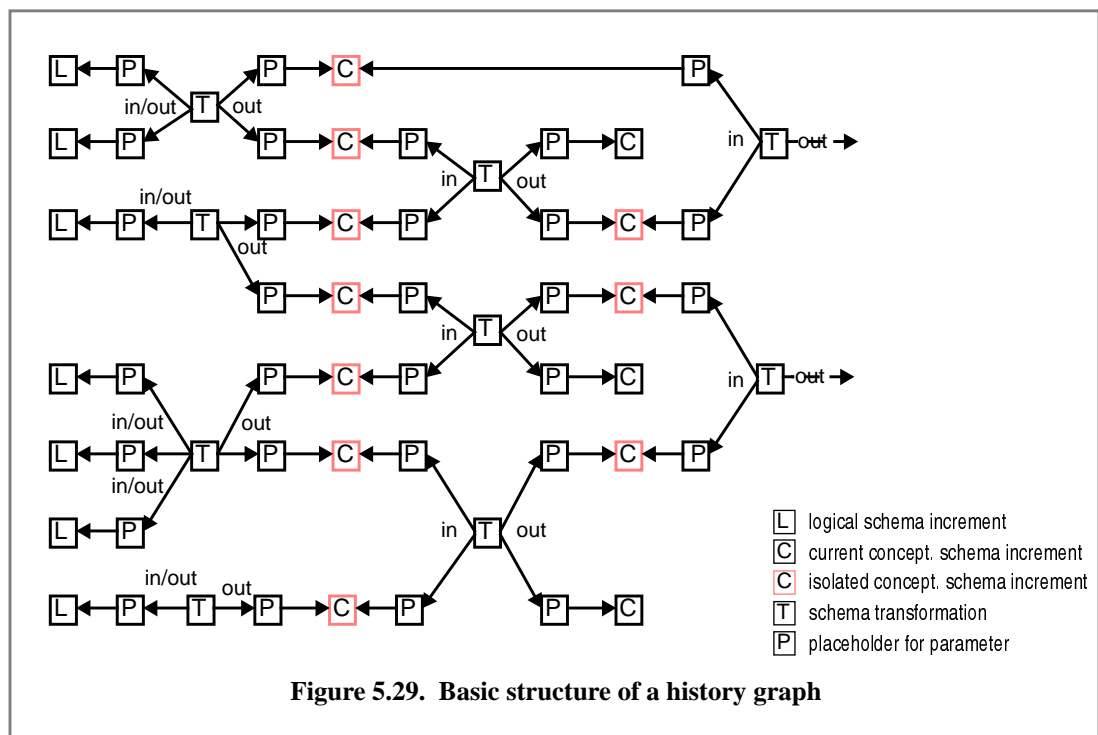 L P P C P
in/out T out
L P P C P P C in T out
in T out
in/out
L P T P C P P C P
out
P C P P C P
in T out
L P P C P P C in T out
in/out out
L P T P C P P C P
in/out
L P in T out
L logical schema increment
C current concept. schema increment
in/out out
C isolated concept. schema increment
L P T P C P P C
T schema transformation
P placeholder for parameter
Figure 5.29. Basic structure of a history graph